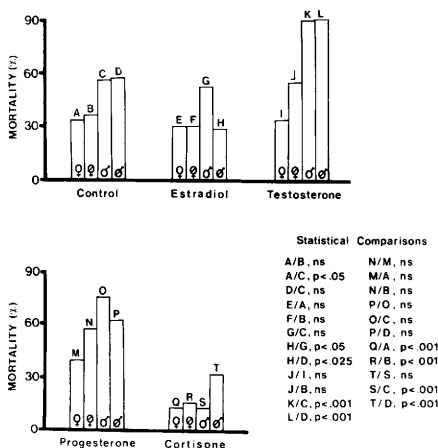 MORTALITY (%)
90
60
30
0
A B C D
E F G H
I J K L
♀ ♀ ♂ ♂
♀ ♀ ♂ ♂
♀ ♀ ♂ ♂
Control Estradiol Testosterone
MORTALITY (%)
90
60
30
0
M N O P
Q R S T
♀ ♀ ♂ ♂
♀ ♀ ♂ ♂
Progesterone Cortisone
Statistical Comparisons
A/B, ns N/M, ns
A/C, p<.05 M/A, ns
D/C, ns N/B, ns
E/A, ns P/O, ns
F/B, ns O/C, ns
G/C, ns P/D, ns
H/G, p<.05 Q/A, p<.001
H/D, p<.025 R/B, p<.001
J/I, ns T/S, ns
J/B, ns S/C, p<.001
K/C, p<.001 T/D, p<.001
L/D, p<.001